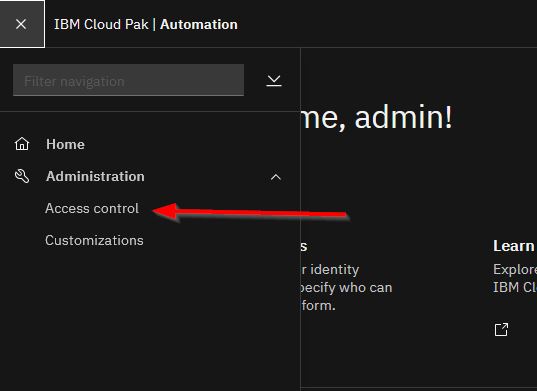 IBM Cloud Pak | Automation
Filter navigation
me, admin!
Home
Administration
Access control
Customizations
s
r identity
pecify who can
form.
Learn
Explore
IBM Cl